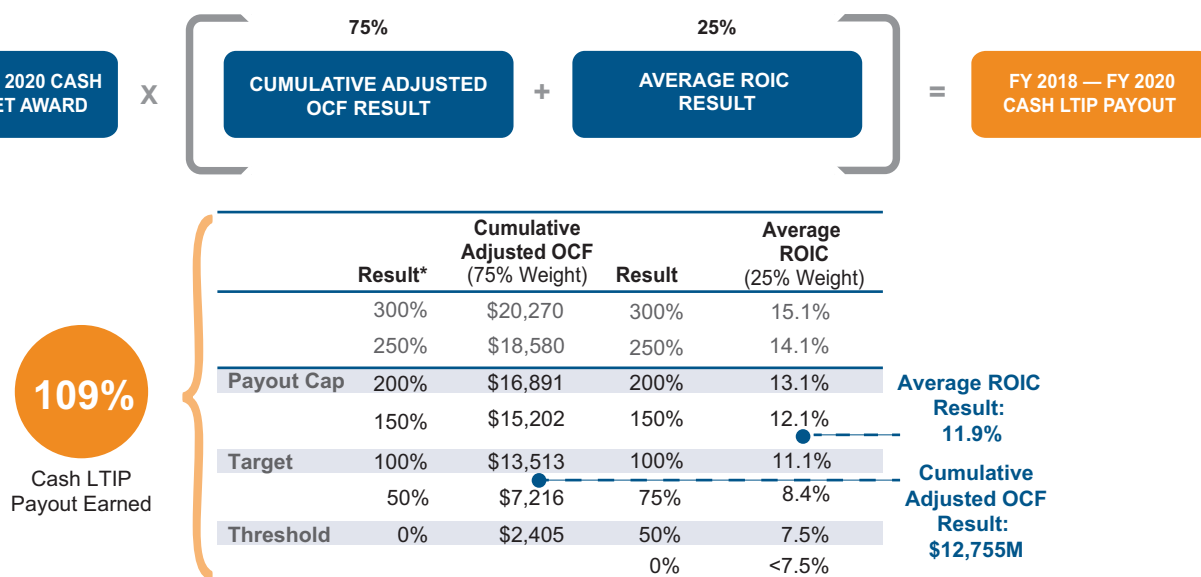 75%
25%
2020 CASH
ET AWARD
X
CUMULATIVE ADJUSTED
OCF RESULT
+
AVERAGE ROIC
RESULT
=
FY 2018 — FY 2020
CASH LTIP PAYOUT
109%
Cash LTIP
Payout Earned
Result*
Cumulative
Adjusted OCF
(75% Weight)
Result
Average
ROIC
(25% Weight)
300% $20,270 300% 15.1%
250% $18,580 250% 14.1%
Payout Cap 200% $16,891 200% 13.1%
150% $15,202 150% 12.1%
Target 100% $13,513 100% 11.1%
50% $7,216 75% 8.4%
Threshold 0% $2,405 50% 7.5%
0% <7.5%
Average ROIC
Result:
11.9%
Cumulative
Adjusted OCF
Result:
$12,755M